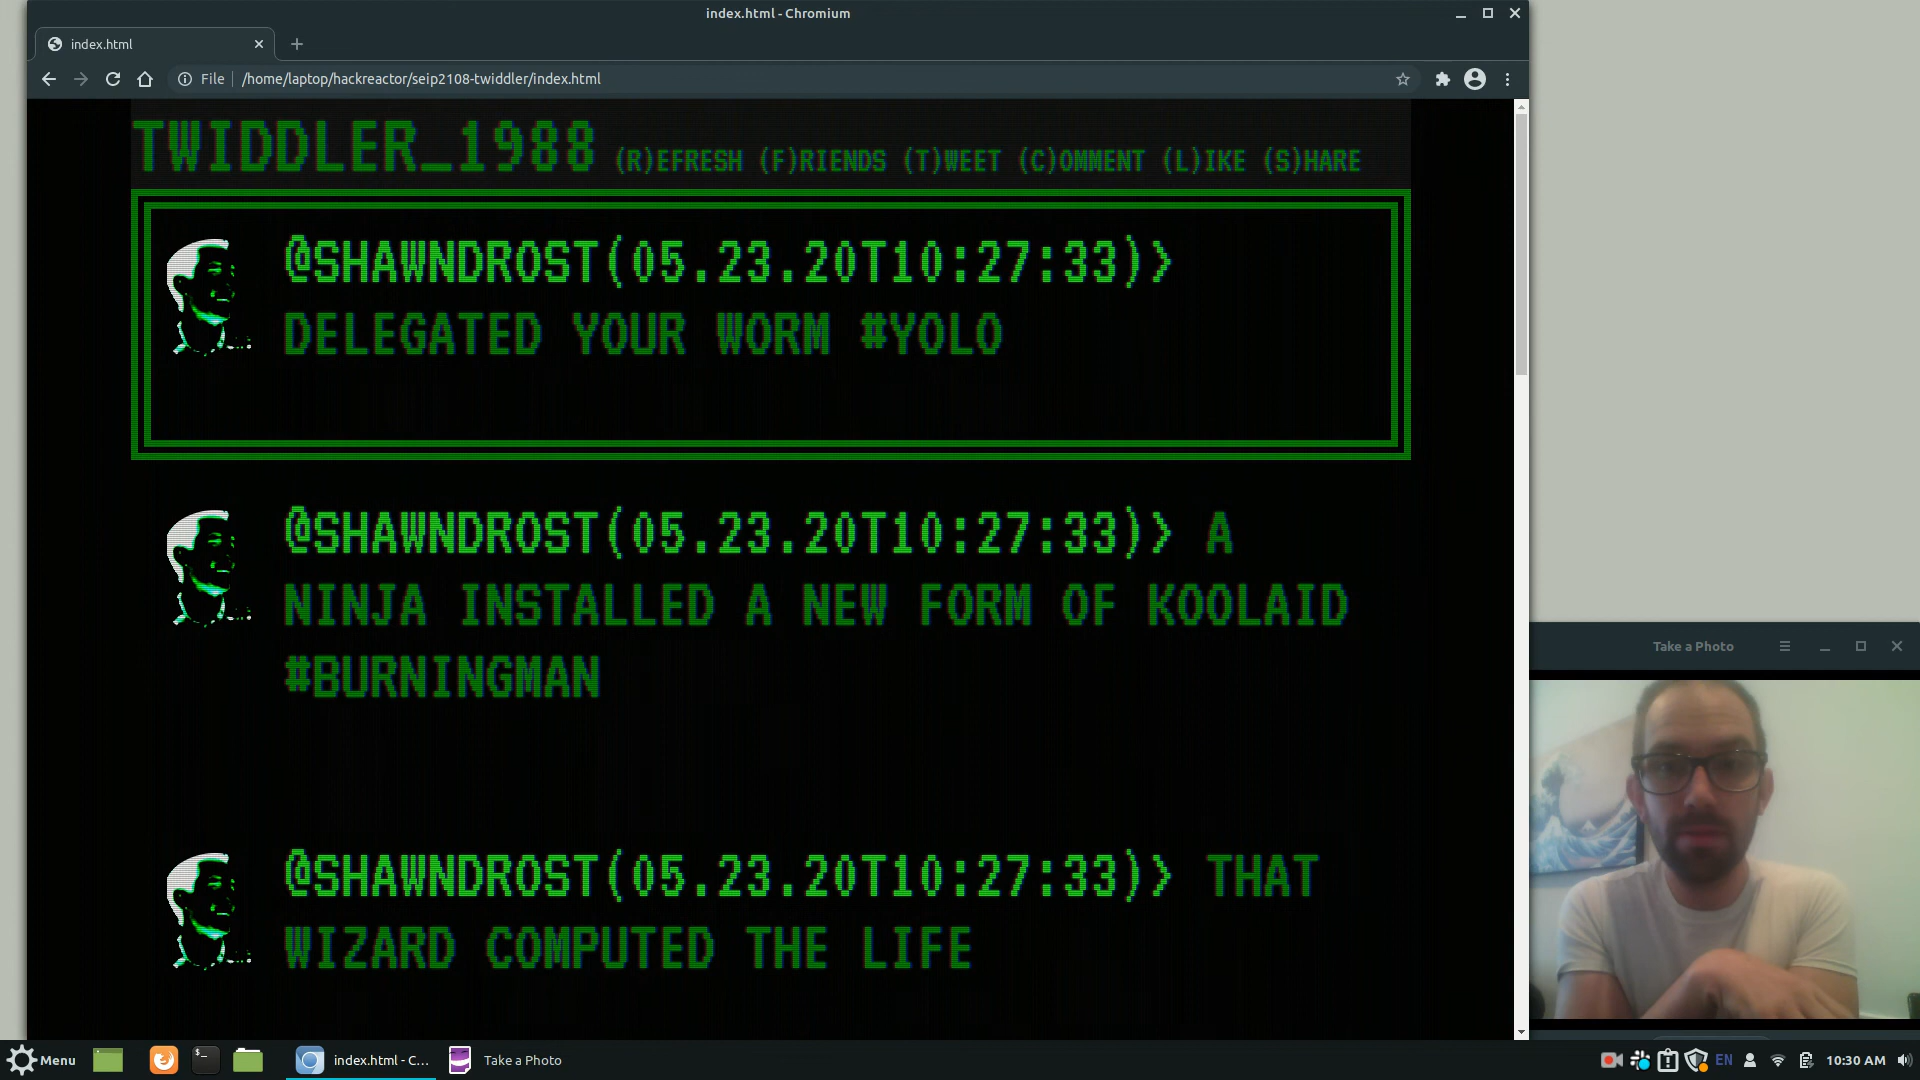 index.html - Chromium
index.html
File /home/laptop/hackreactor/seip2108-twiddler/index.html
TWIDDLER_1988 (R)EFRESH (F)RIENDS (T)WEET (C)OMMENT (L)IKE (S)HARE
@SHAWNDROST(05.23.20T10:27:33)>
DELEGATED YOUR WORM #YOLO
@SHAWNDROST(05.23.20T10:27:33)> A
NINJA INSTALLED A NEW FORM OF KOOLAID
#BURNINGMAN
@SHAWNDROST(05.23.20T10:27:33)> THAT
WIZARD COMPUTED THE LIFE
Take a Photo
Menu
$_
index.html - C...
Take a Photo
EN
10:30 AM